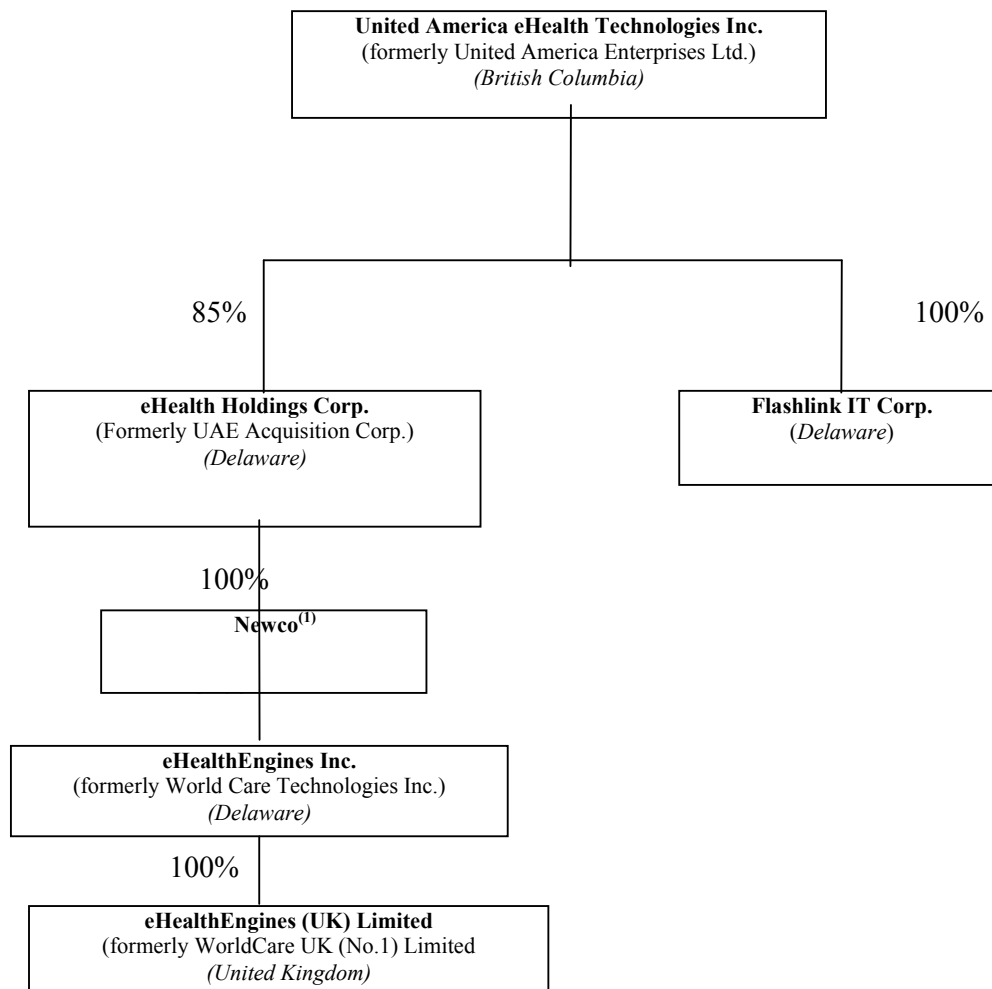 United America eHealth Technologies Inc.
(formerly United America Enterprises Ltd.)
(British Columbia)
85%
100%
eHealth Holdings Corp.
(Formerly UAE Acquisition Corp.)
(Delaware)
Flashlink IT Corp.
(Delaware)
100%
Newco(1)
eHealthEngines Inc.
(formerly World Care Technologies Inc.)
(Delaware)
100%
eHealthEngines (UK) Limited
(formerly WorldCare UK (No.1) Limited
(United Kingdom)